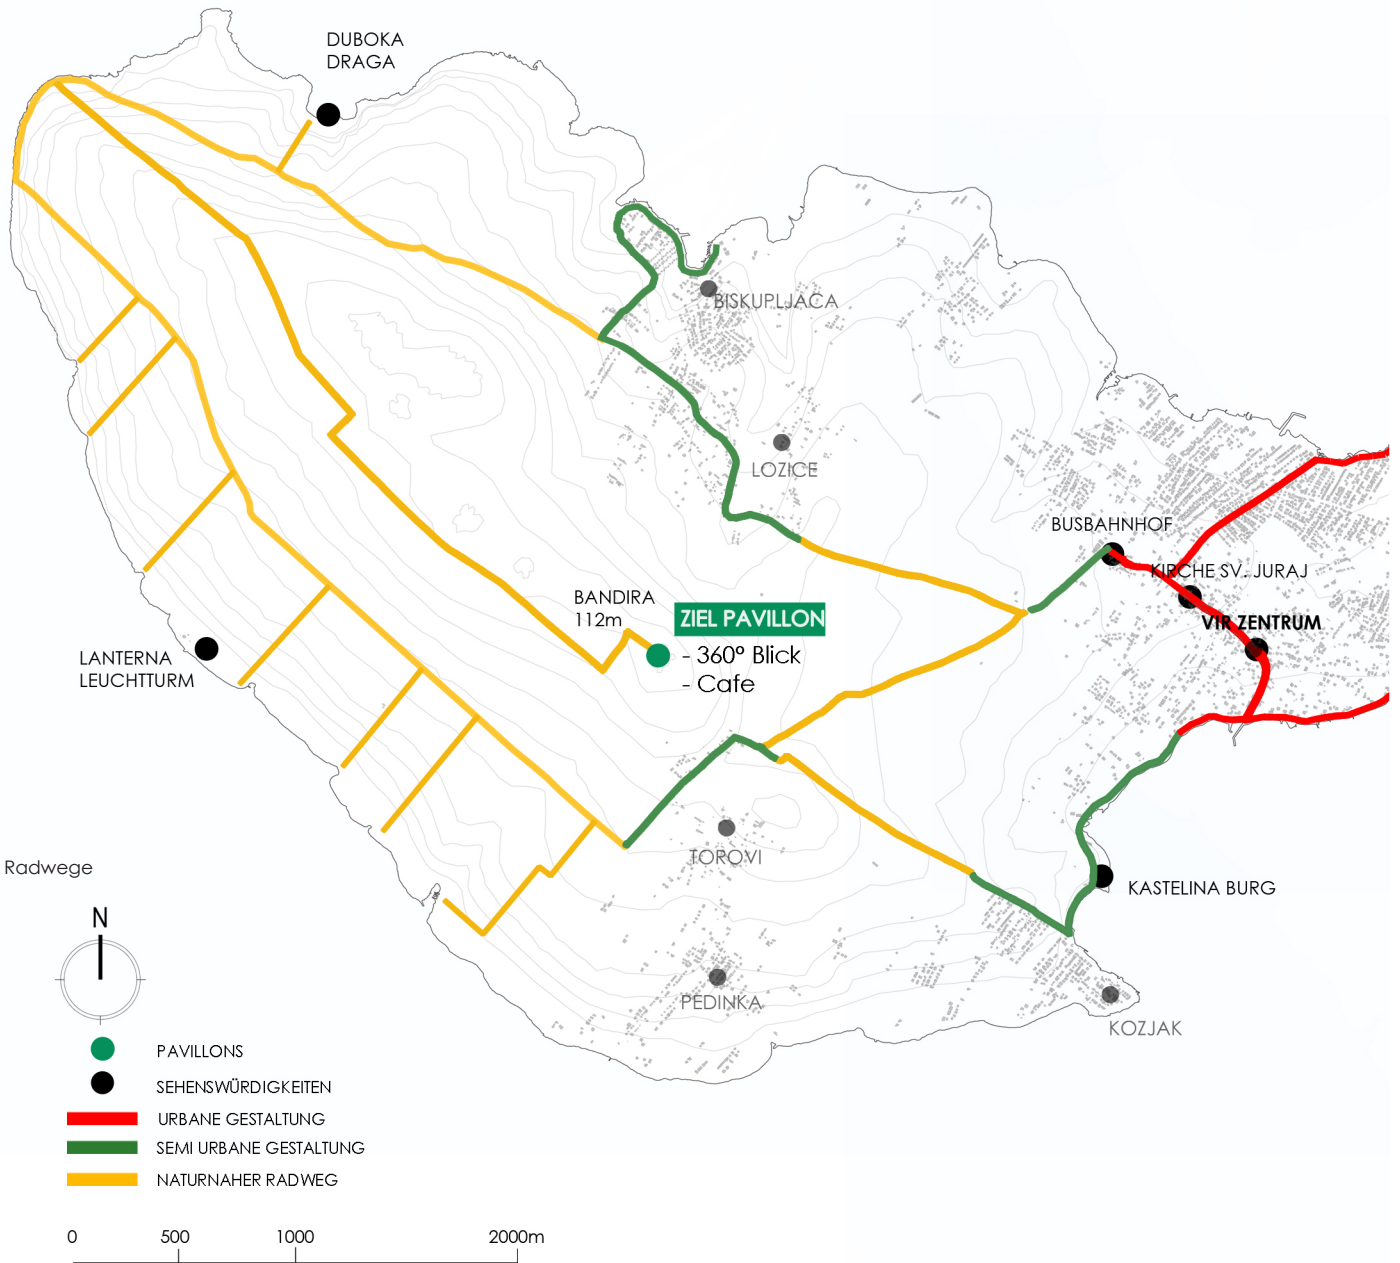 DUBOKA
DRAGA
BISKUPLJACA
LOZICE
BUSBAHNHOF
KIRCHE SV. JURAJ
VIR ZENTRUM
BANDIRA
112m
ZIEL PAVILLON
- 360° Blick
- Cafe
LANTERNA
LEUCHTTURM
TOROVI
KASTELINA BURG
PEDINKA
KOZJAK
Radwege
N
PAVILLONS
SEHENSWÜRDIGKEITEN
URBANE GESTALTUNG
SEMI URBANE GESTALTUNG
NATURNAHER RADWEG
0 500 1000 2000m